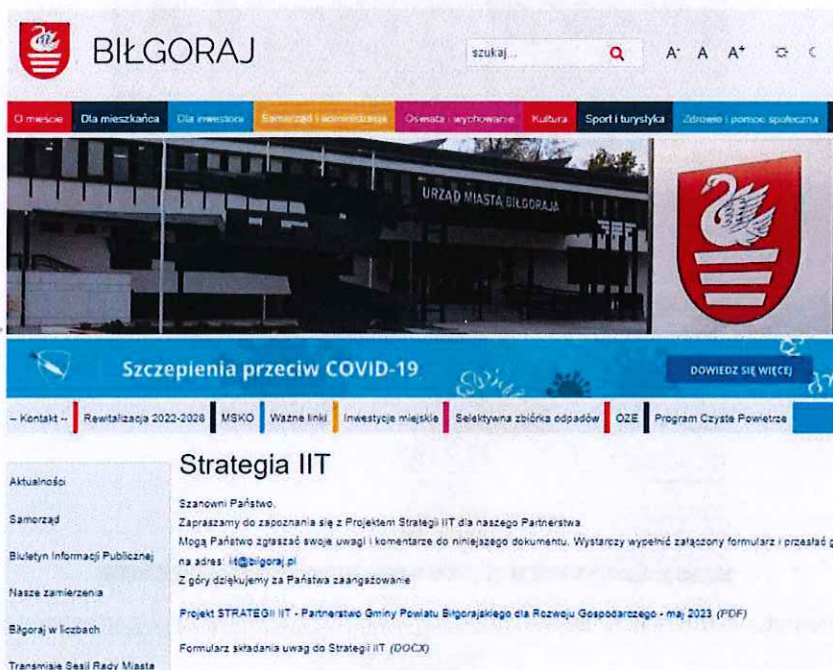 BIŁGORAJ
szukaj...
A- A A+
O mieście Dla mieszkańca Dla inwestora Samorząd i administracja Oświata i wychowanie Kultura Sport i turystyka Zdrowie i pomoc społeczna
URZĄD MIASTA BIŁGORAJA
Szczepienia przeciw COVID-19
DOWIEDZ SIĘ WIĘCEJ
-- Kontakt -- Rewitalizacja 2022-2028 MSKO Ważne linki Inwestycje miejskie Selektywna zbiórka odpadów OZE Program Czyste Powietrze
Strategia IIT
Aktualności
Samorząd
Biuletyn Informacji Publicznej
Nasze zamierzenia
Biłgoraj w liczbach
Transmisje Sesji Rady Miasta
Szanowni Państwo,
Zapraszamy do zapoznania się z Projektem Strategii IIT dla naszego Partnerstwa
Mogą Państwo zgłaszać swoje uwagi i komentarze do niniejszego dokumentu. Wystarczy wypełnić załączony formularz i przesłać g
na adres: iit@bilgoraj.pl
Z góry dziękujemy za Państwa zaangażowanie
Projekt STRATEGII IIT - Partnerstwo Gminy Powiatu Biłgorajskiego dla Rozwoju Gospodarczego - maj 2023 (PDF)
Formularz składania uwag do Strategii IIT (DOCX)